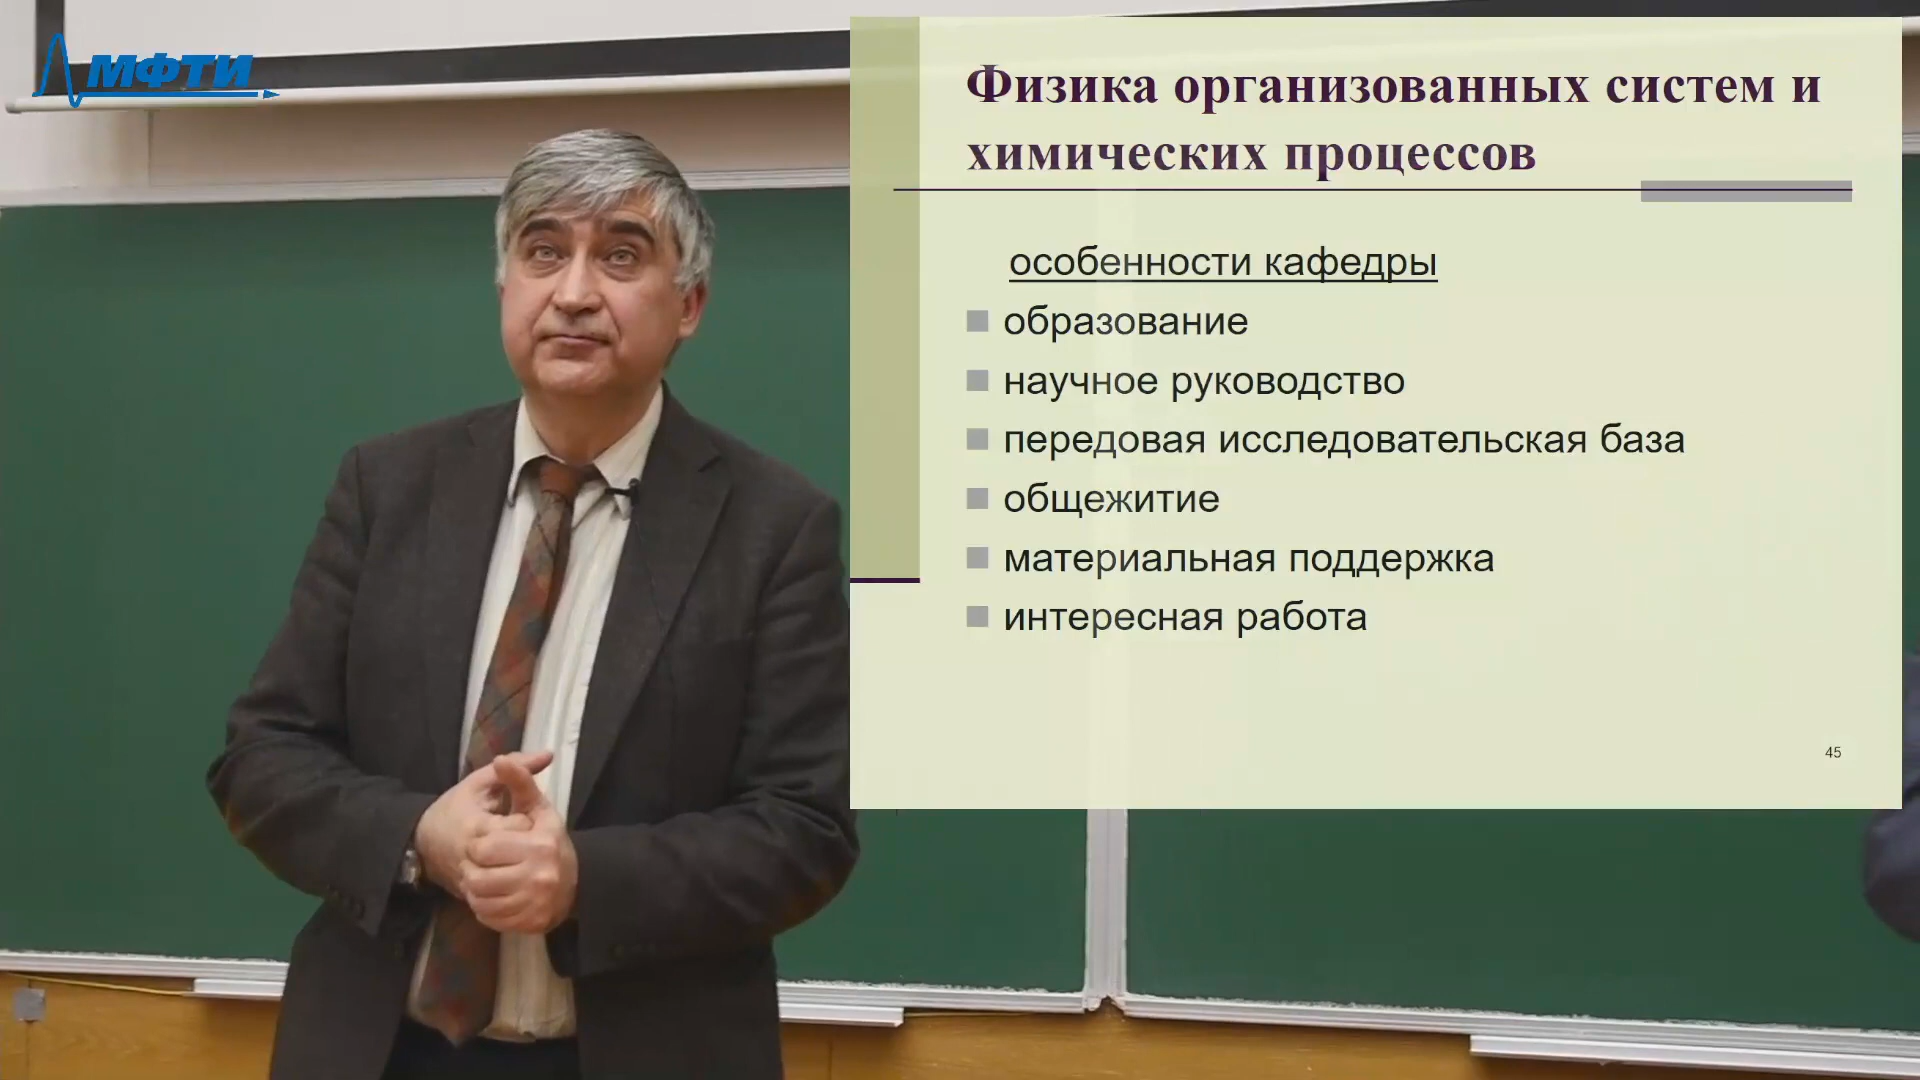 МФТИ
Физика организованных систем и
химических процессов
особенности кафедры
образование
научное руководство
передовая исследовательская база
общежитие
материальная поддержка
интересная работа
45